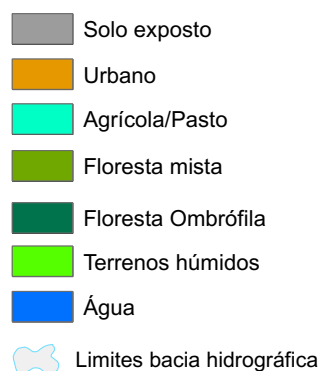 Solo exposto
Urbano
Agrícola/Pasto
Floresta mista
Floresta Ombrófila
Terrenos húmidos
Água
Limites bacia hidrográfica